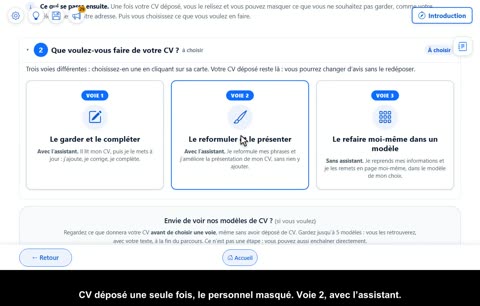 Ce qui se passe ensuite. Une fois votre CV déposé, vous le relisez et vous pouvez masquer ce que vous ne souhaitez pas garder, comme votre
adresse. Puis vous choisissez ce que vous voulez en faire.
Introduction
2 Que voulez-vous faire de votre CV ? à choisir
À choisir
Trois voies différentes : choisissez-en une en cliquant sur sa carte. Votre CV déposé reste là : vous pourrez changer d'avis sans le redéposer.
VOIE 1
Le garder et le compléter
Avec l'assistant. Il lit mon CV, puis je le mets à
jour : j'ajoute, je corrige, je complète.
VOIE 2
Le reformuler le présenter
Avec l'assistant. Je reformule mes phrases et
j'améliore la présentation de mon CV, sans rien y
ajouter.
VOIE 3
Le refaire moi-même dans un
modèle
Sans assistant. Je reprends mes informations et
je les remets en page moi-même, dans le modèle
de mon choix.
Envie de voir nos modèles de CV ? (si vous voulez)
Regardez ce que donnera votre CV avant de choisir une voie, même sans avoir déposé de CV. Gardez jusqu'à 5 modèles : vous les retrouverez,
avec votre texte, à la fin du parcours. Ce n'est pas une étape : vous pouvez aussi enchaîner directement.
← Retour
Accueil
CV déposé une seule fois, le personnel masqué. Voie 2, avec l'assistant.